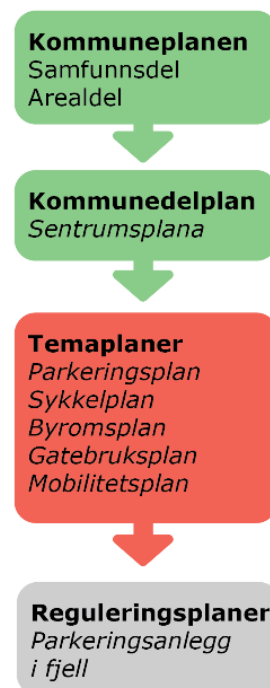 Kommuneplanen
Samfunnsdel
Arealdel
Kommunedelplan
Sentrumsplana
Temaplaner
Parkeringsplan
Sykkelplan
Byromsplan
Gatebruksplan
Mobilitetsplan
Reguleringsplaner
Parkeringsanlegg
i fjell